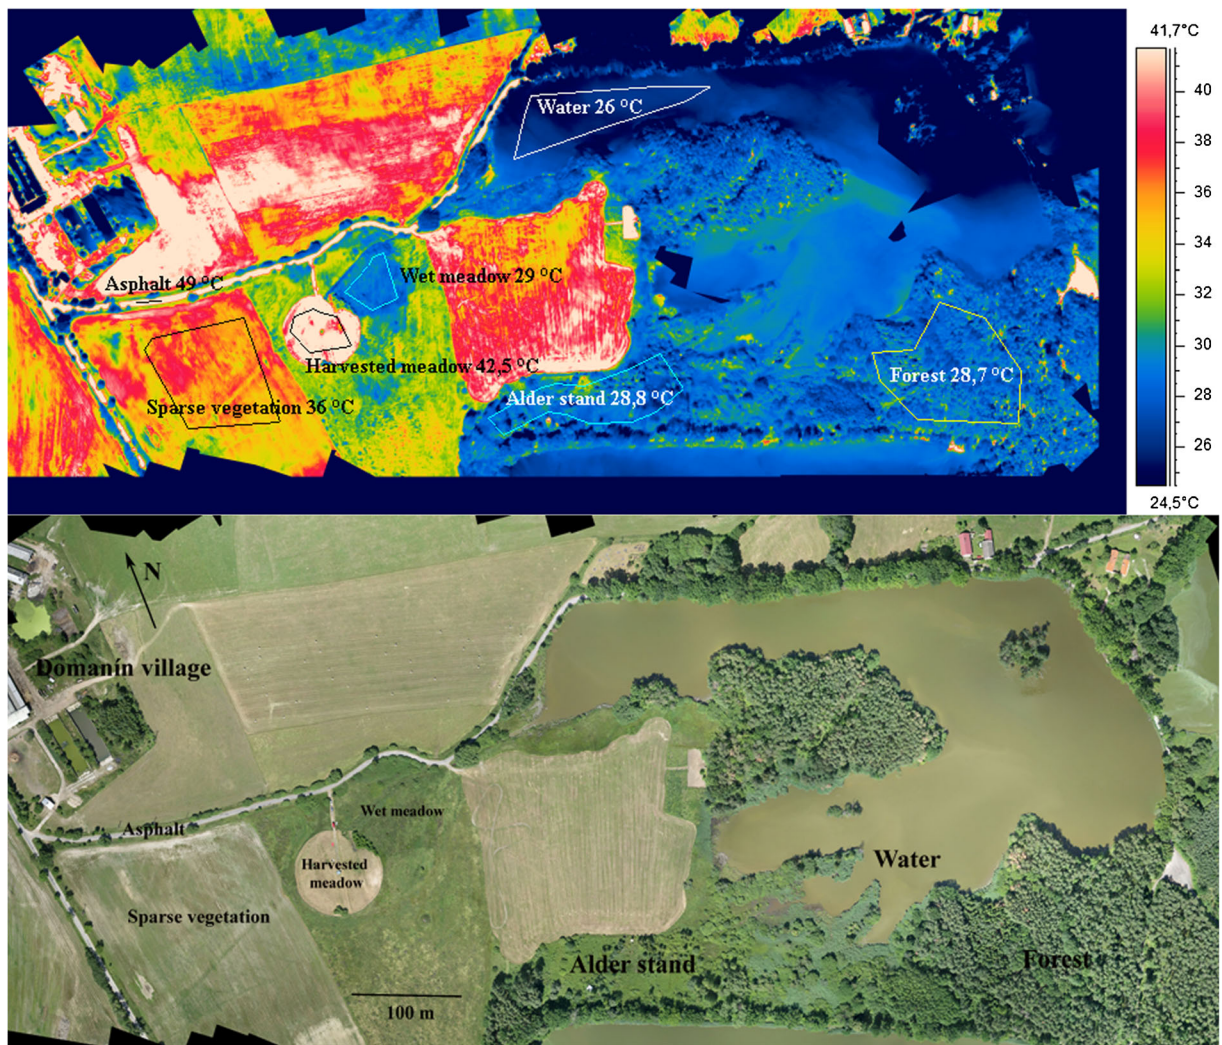 41,7°C
Water 26 °C
40
38
36
34
32
30
28
26
24,5°C
Asphalt 49 °C
Wet meadow 29 °C
Harvested meadow 42,5 °C
Sparse vegetation 36 °C
Alder stand 28,8 °C
Forest 28,7 °C
N
Domanín village
Asphalt
Wet meadow
Harvested
meadow
Water
Sparse vegetation
Alder stand
Forest
100 m